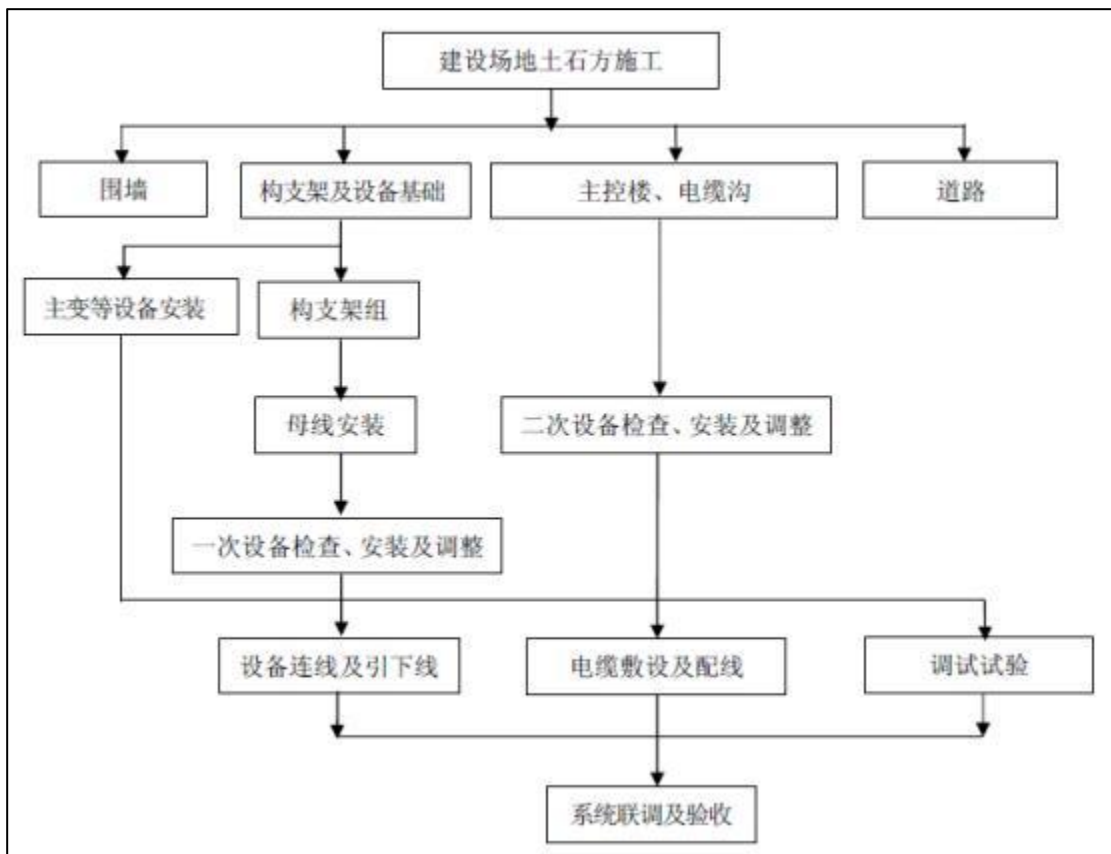 建设场地土石方施工
围墙
构支架及设备基础
主控楼、电缆沟
道路
主变等设备安装
构支架组
母线安装
二次设备检查、安装及调整
一次设备检查、安装及调整
设备连线及引下线
电缆敷设及配线
调试试验
系统联调及验收